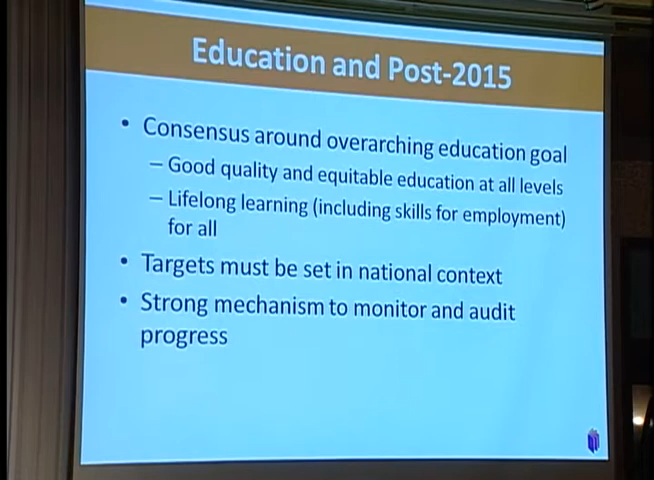 Education and Post-2015
• Consensus around overarching education goal
– Good quality and equitable education at all levels
– Lifelong learning (including skills for employment)
for all
• Targets must be set in national context
• Strong mechanism to monitor and audit
progress